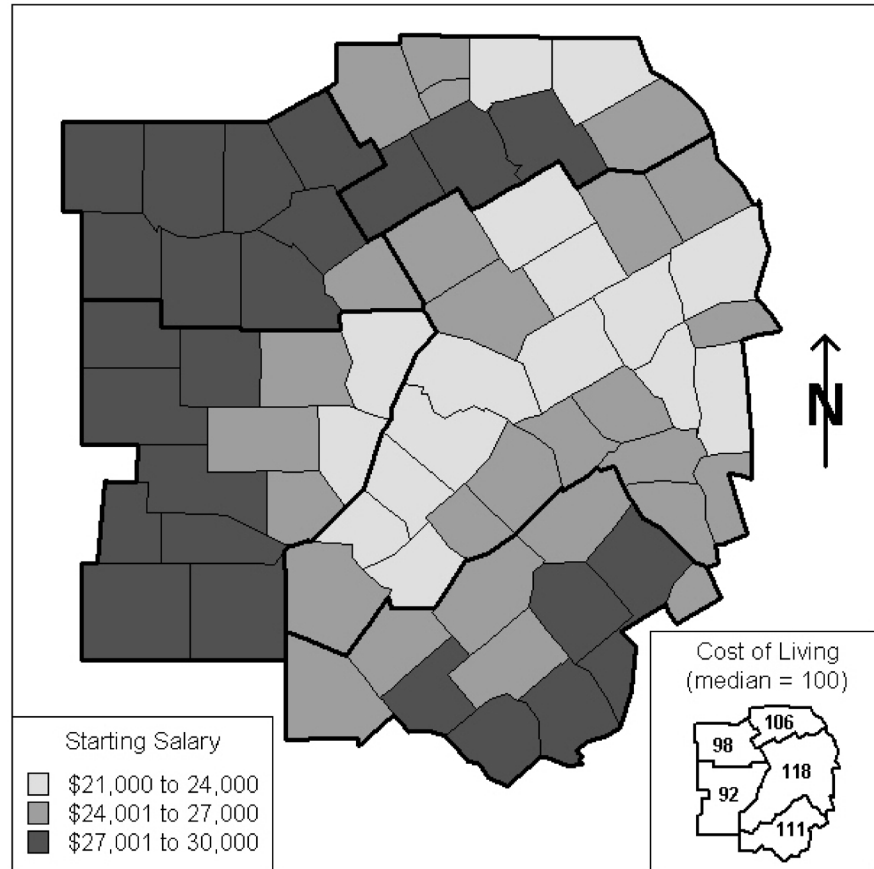 N
Starting Salary
$21,000 to 24,000
$24,001 to 27,000
$27,001 to 30,000
Cost of Living
(median = 100)
106
98
118
92
111